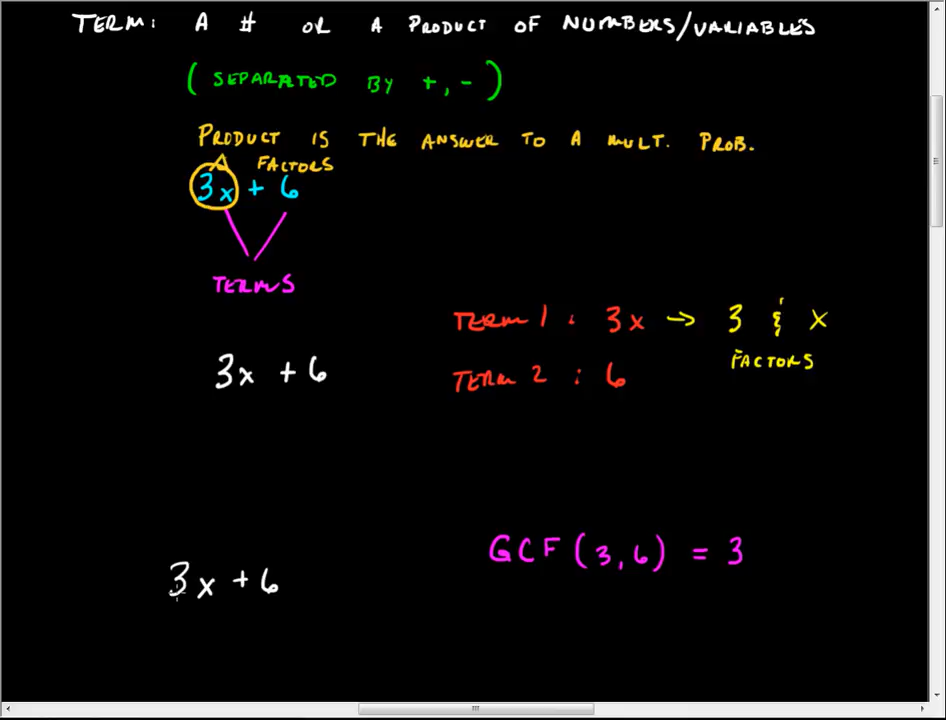 TERM: A # OR A PRODUCT OF NUMBERS/VARIABLES
(SEPARATED BY +, -)
PRODUCT IS THE ANSWER TO A MULT. PROB.
FACTORS
3x + 6
TERMS
TERM 1 : 3x → 3 & x
FACTORS
3x + 6
TERM 2 : 6
GCF(3,6) = 3
3x + 6